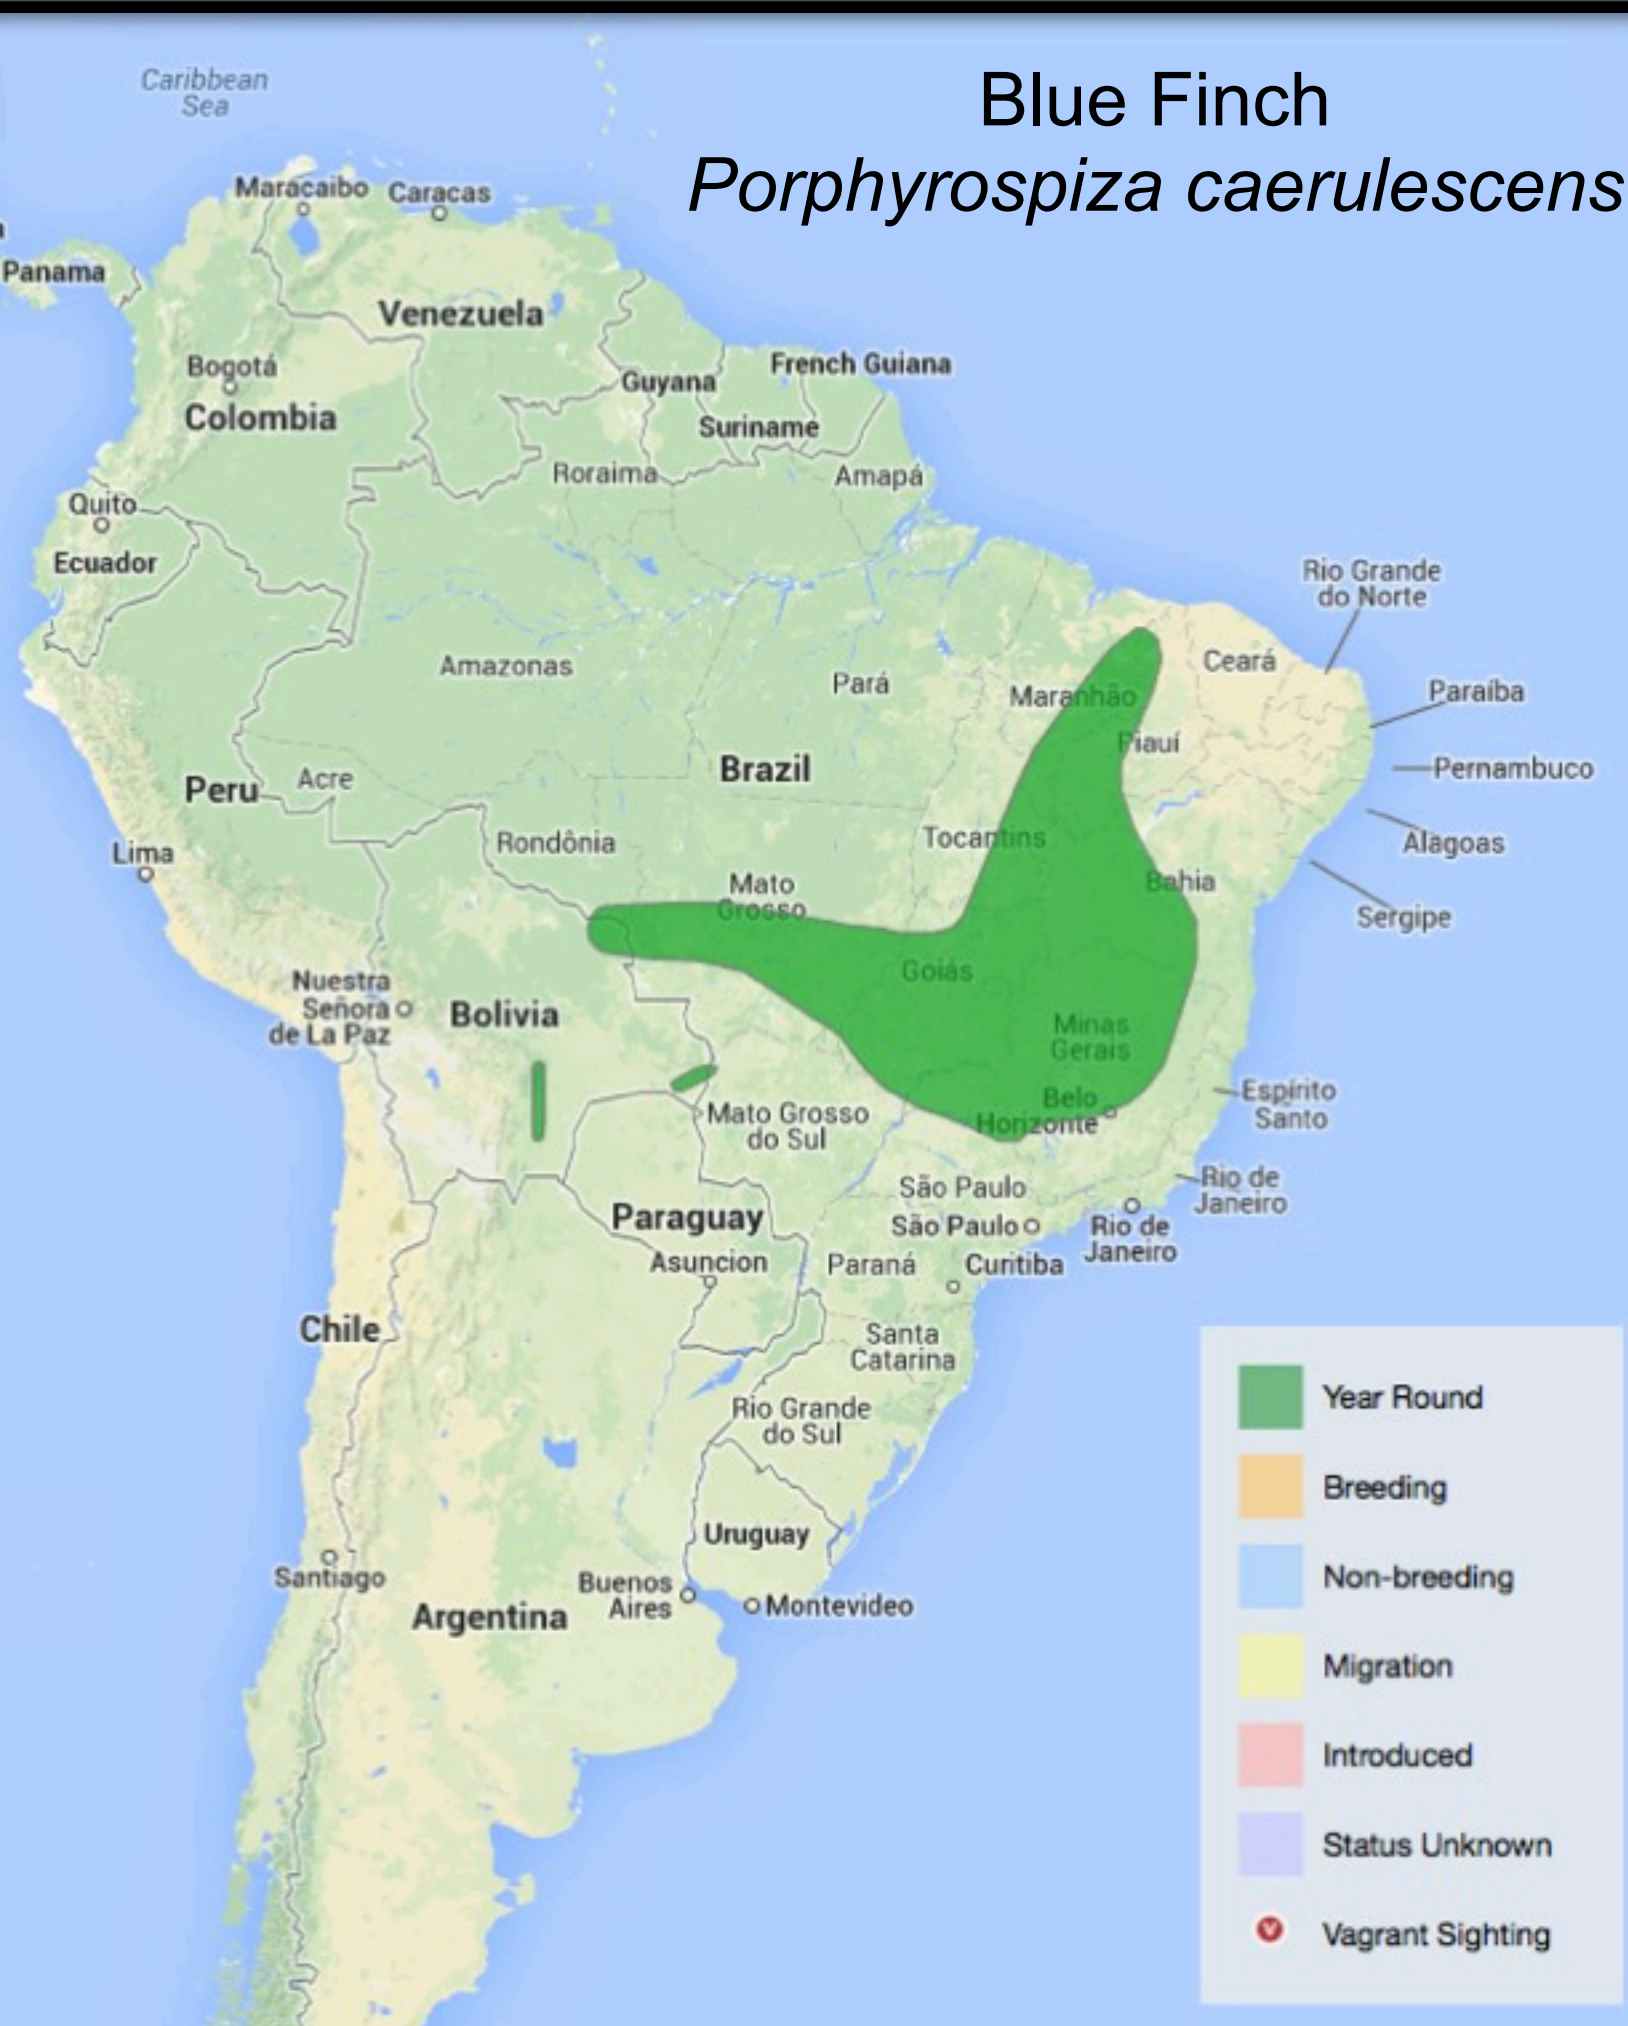 Blue Finch
Porphyrospiza caerulescens
Caribbean
Sea
Maracaibo
Caracas
Panama
Venezuela
Bogotá
Colombia
Guyana
French Guiana
Suriname
Roraima
Amapá
Quito
Ecuador
Rio Grande
do Norte
Amazonas
Pará
Maranhão
Ceará
Paraíba
Piauí
Brazil
Pernambuco
Peru
Acre
Rondônia
Tocantins
Alagoas
Lima
Mato
Grosso
Bahia
Sergipe
Goiás
Nuestra
Señora
de La Paz
Bolivia
Minas
Gerais
Belo
Horizonte
Espírito
Santo
Mato Grosso
do Sul
São Paulo
Rio de
Janeiro
Paraguay
São Paulo
Rio de
Janeiro
Asuncion
Paraná
Curitiba
Chile
Santa
Catarina
Rio Grande
do Sul
Uruguay
Santiago
Buenos
Aires
Montevideo
Argentina
Year Round
Breeding
Non-breeding
Migration
Introduced
Status Unknown
V
Vagrant Sighting